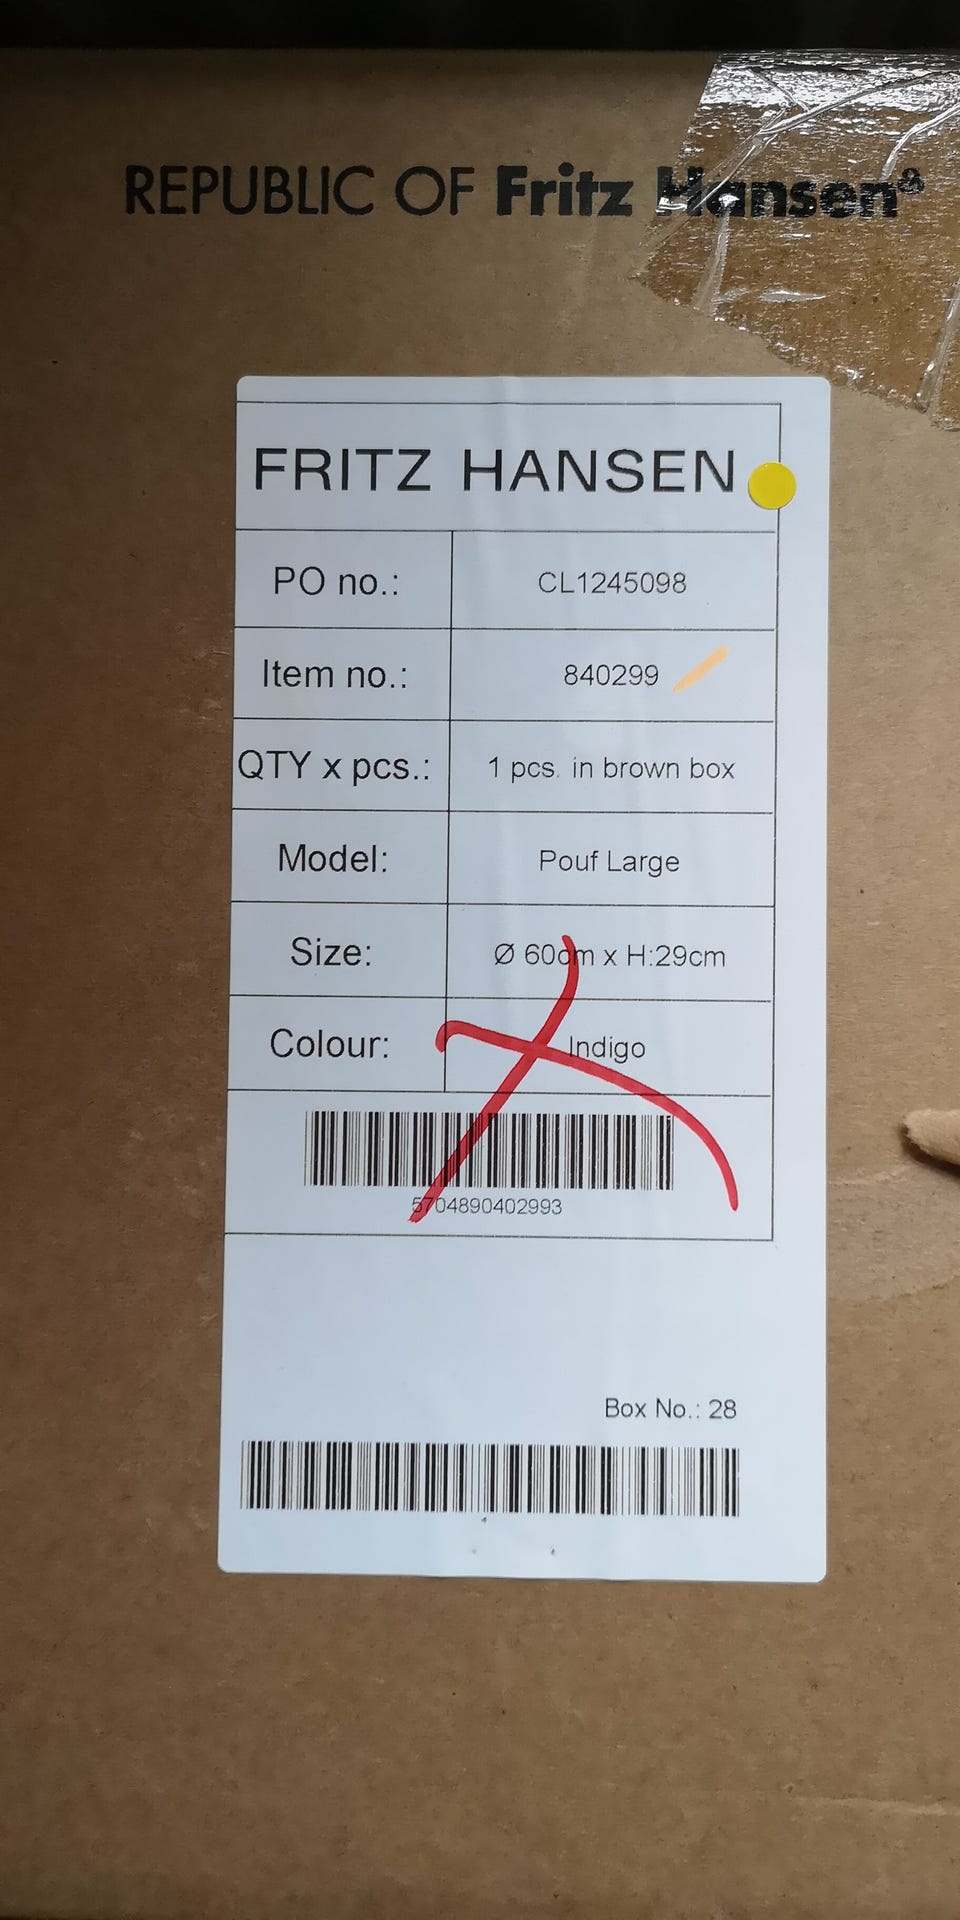 REPUBLIC OF Fritz Hansen®
FRITZ HANSEN
PO no.: CL1245098
Item no.: 840299
QTY x pcs.: 1 pcs. in brown box
Model: Pouf Large
Size: Ø 60cm x H:29cm
Colour: Indigo
5704890402993
Box No.: 28